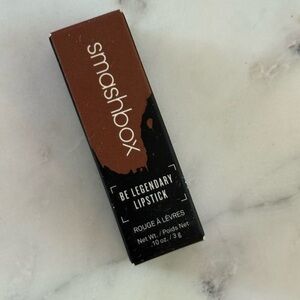 smashbox
BE LEGENDARY
LIPSTICK
ROUGE À LÈVRES
Net Wt. / Poids Net
.10 oz. / 3 g